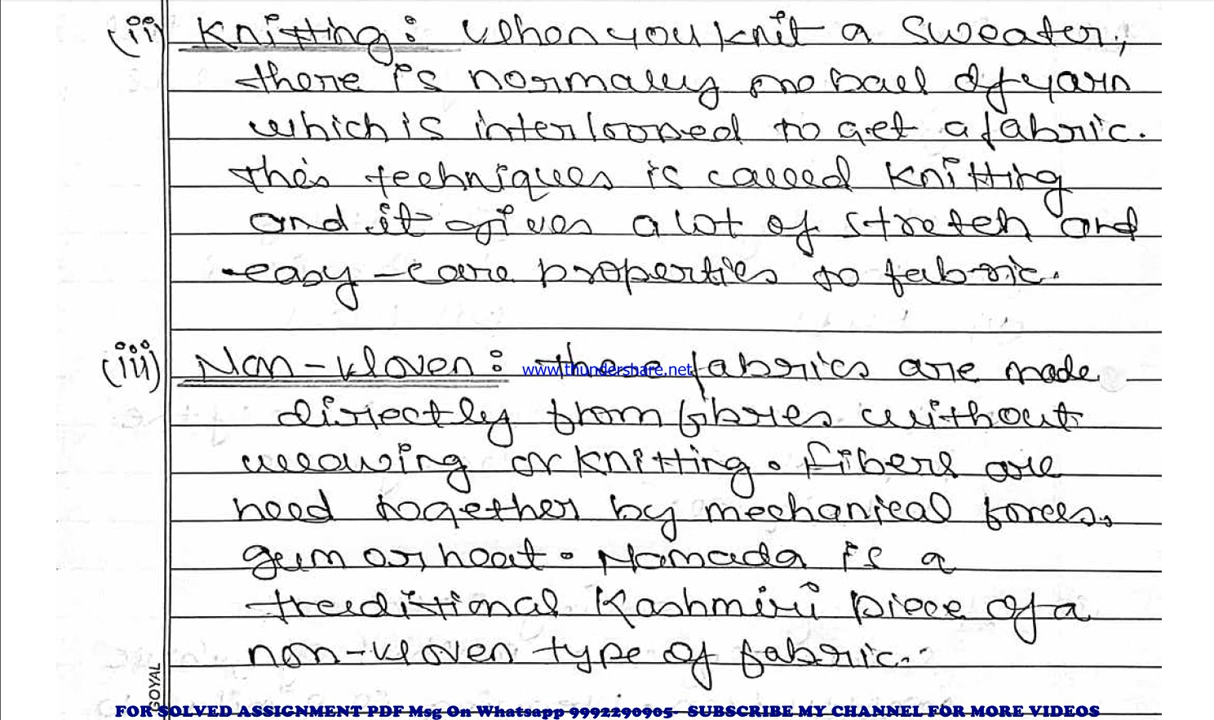 (ii) Knitting: When you knit a sweater,
there is normally one ball of yarn
which is interlooped to get a fabric.
This techniques is called Knitting
and it gives a lot of stretch and
easy-care properties to fabric.
(iii) Non-Woven: www.thundershare.net fabrics are made
directly from fibres without
weaving or knitting. Fibers are
held together by mechanical forces,
gum or heat. Namada is a
traditional Kashmiri piece of a
non-woven type of fabric.
GOYAL
FOR SOLVED ASSIGNMENT PDF Msg On Whatsapp 9992290905- SUBSCRIBE MY CHANNEL FOR MORE VIDEOS